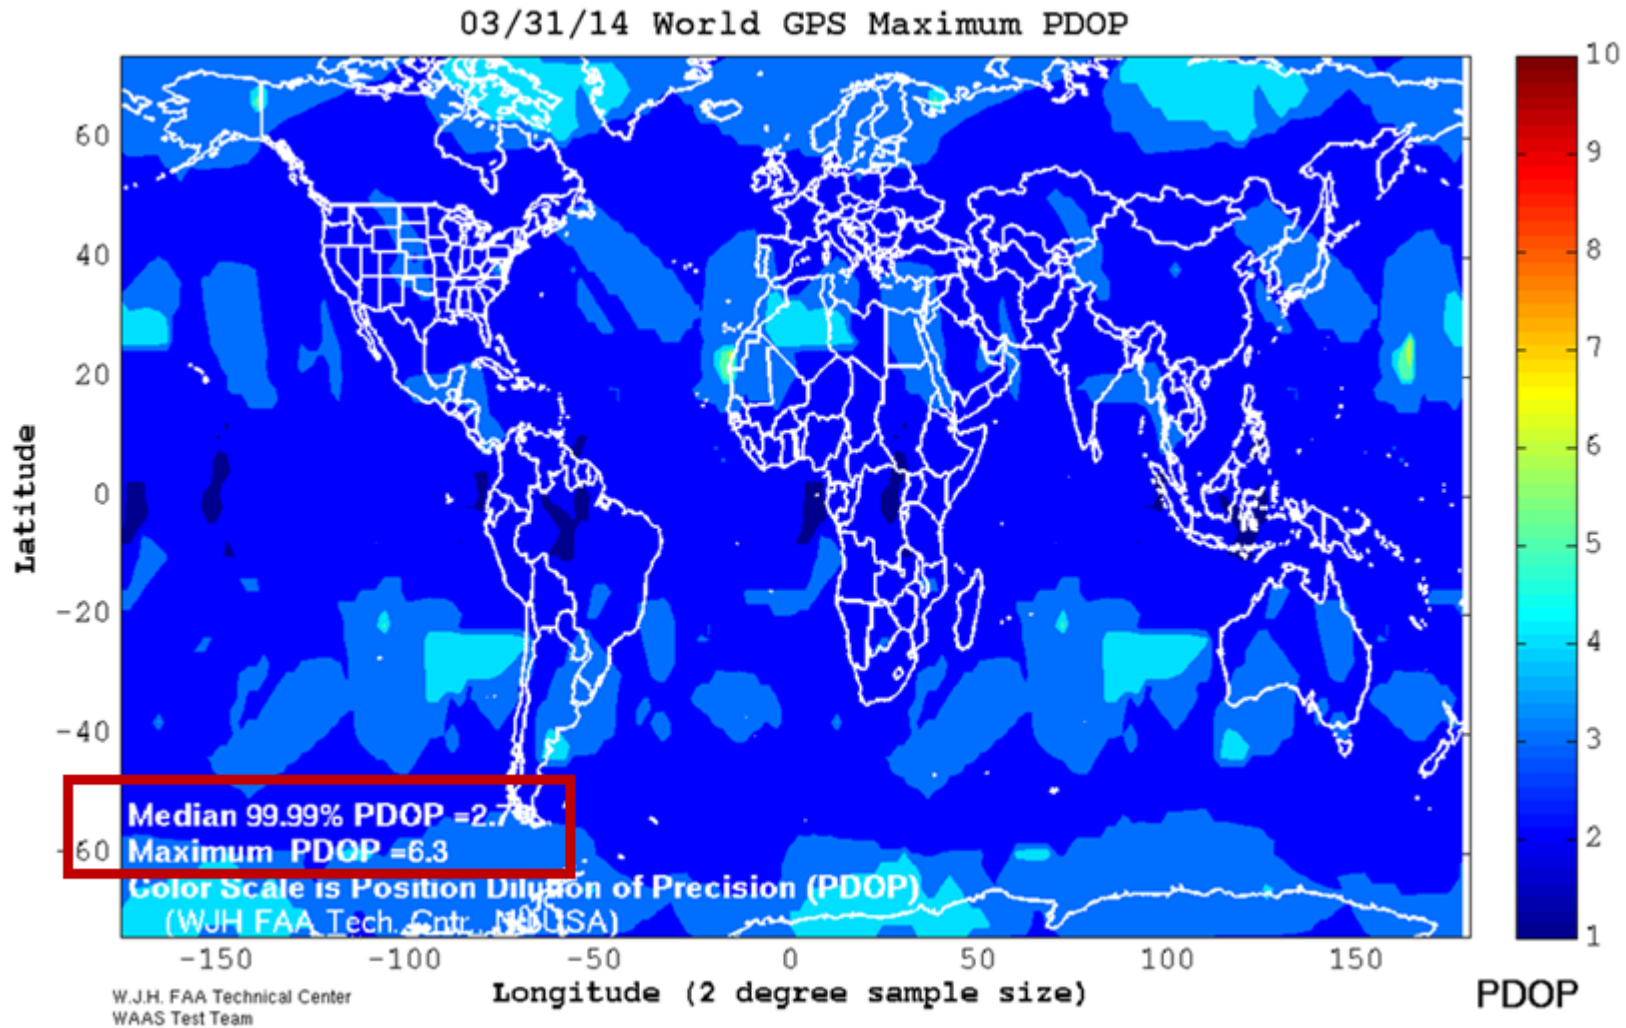 03/31/14 World GPS Maximum PDOP
10
9
8
7
6
5
4
3
2
1
PDOP
Latitude
60
40
20
0
-20
-40
-60
Median 99.99% PDOP =2.7
Maximum PDOP =6.3
Color Scale is Position Dilution of Precision (PDOP)
(WJH FAA Tech. Cntr., NJ USA)
-150
-100
-50
0
50
100
150
Longitude (2 degree sample size)
W.J.H. FAA Technical Center
WAAS Test Team